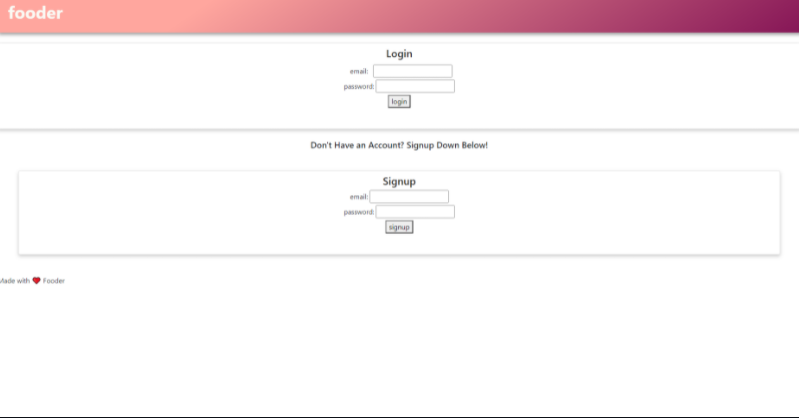 fooder
Login
email:
password:
login
Don't Have an Account? Signup Down Below!
Signup
email:
password:
signup
Made with ❤ Fooder